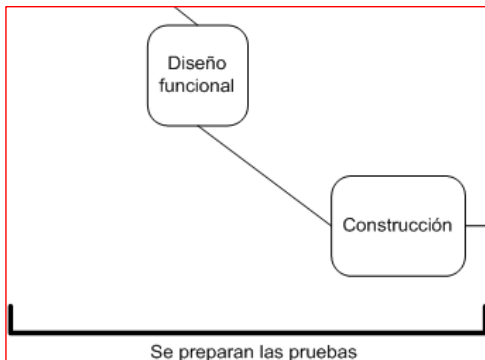 Diseño
funcional
Construcción
Se preparan las pruebas